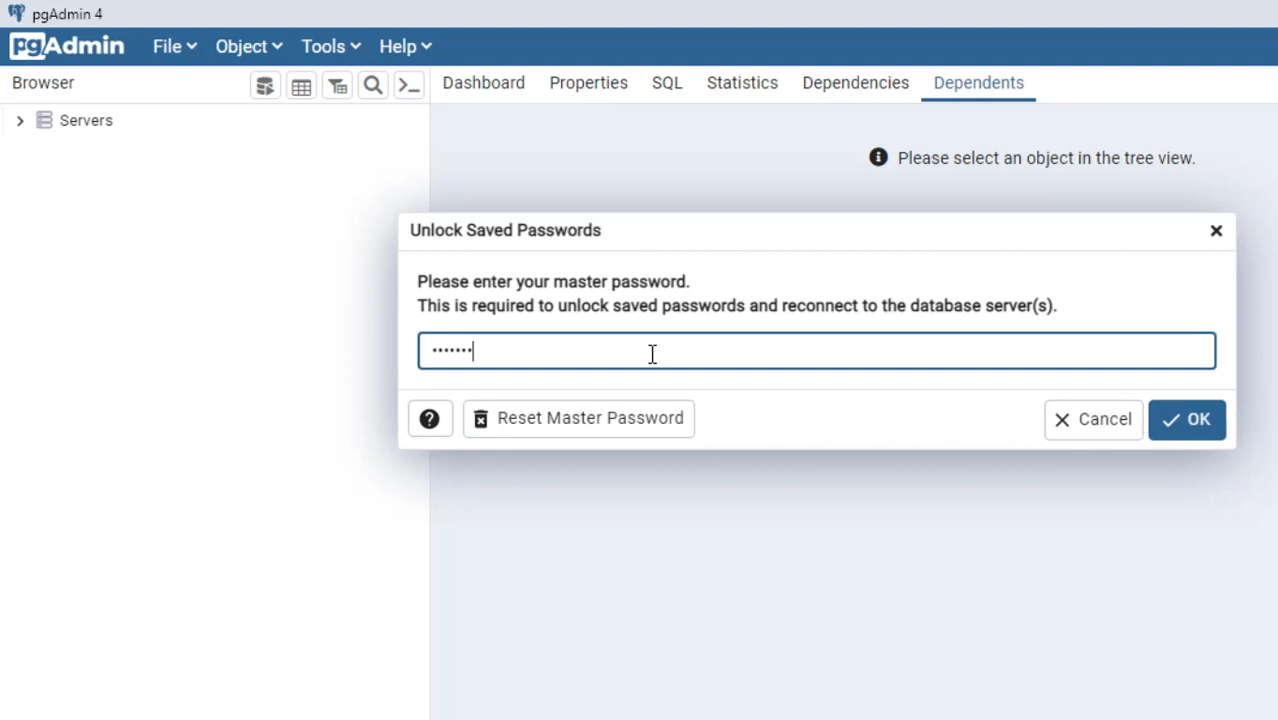 pgAdmin 4
pgAdmin File Object Tools Help
Browser Dashboard Properties SQL Statistics Dependencies Dependents
Servers
Please select an object in the tree view.
Unlock Saved Passwords
Please enter your master password.
This is required to unlock saved passwords and reconnect to the database server(s).
•••••••
Reset Master Password Cancel OK